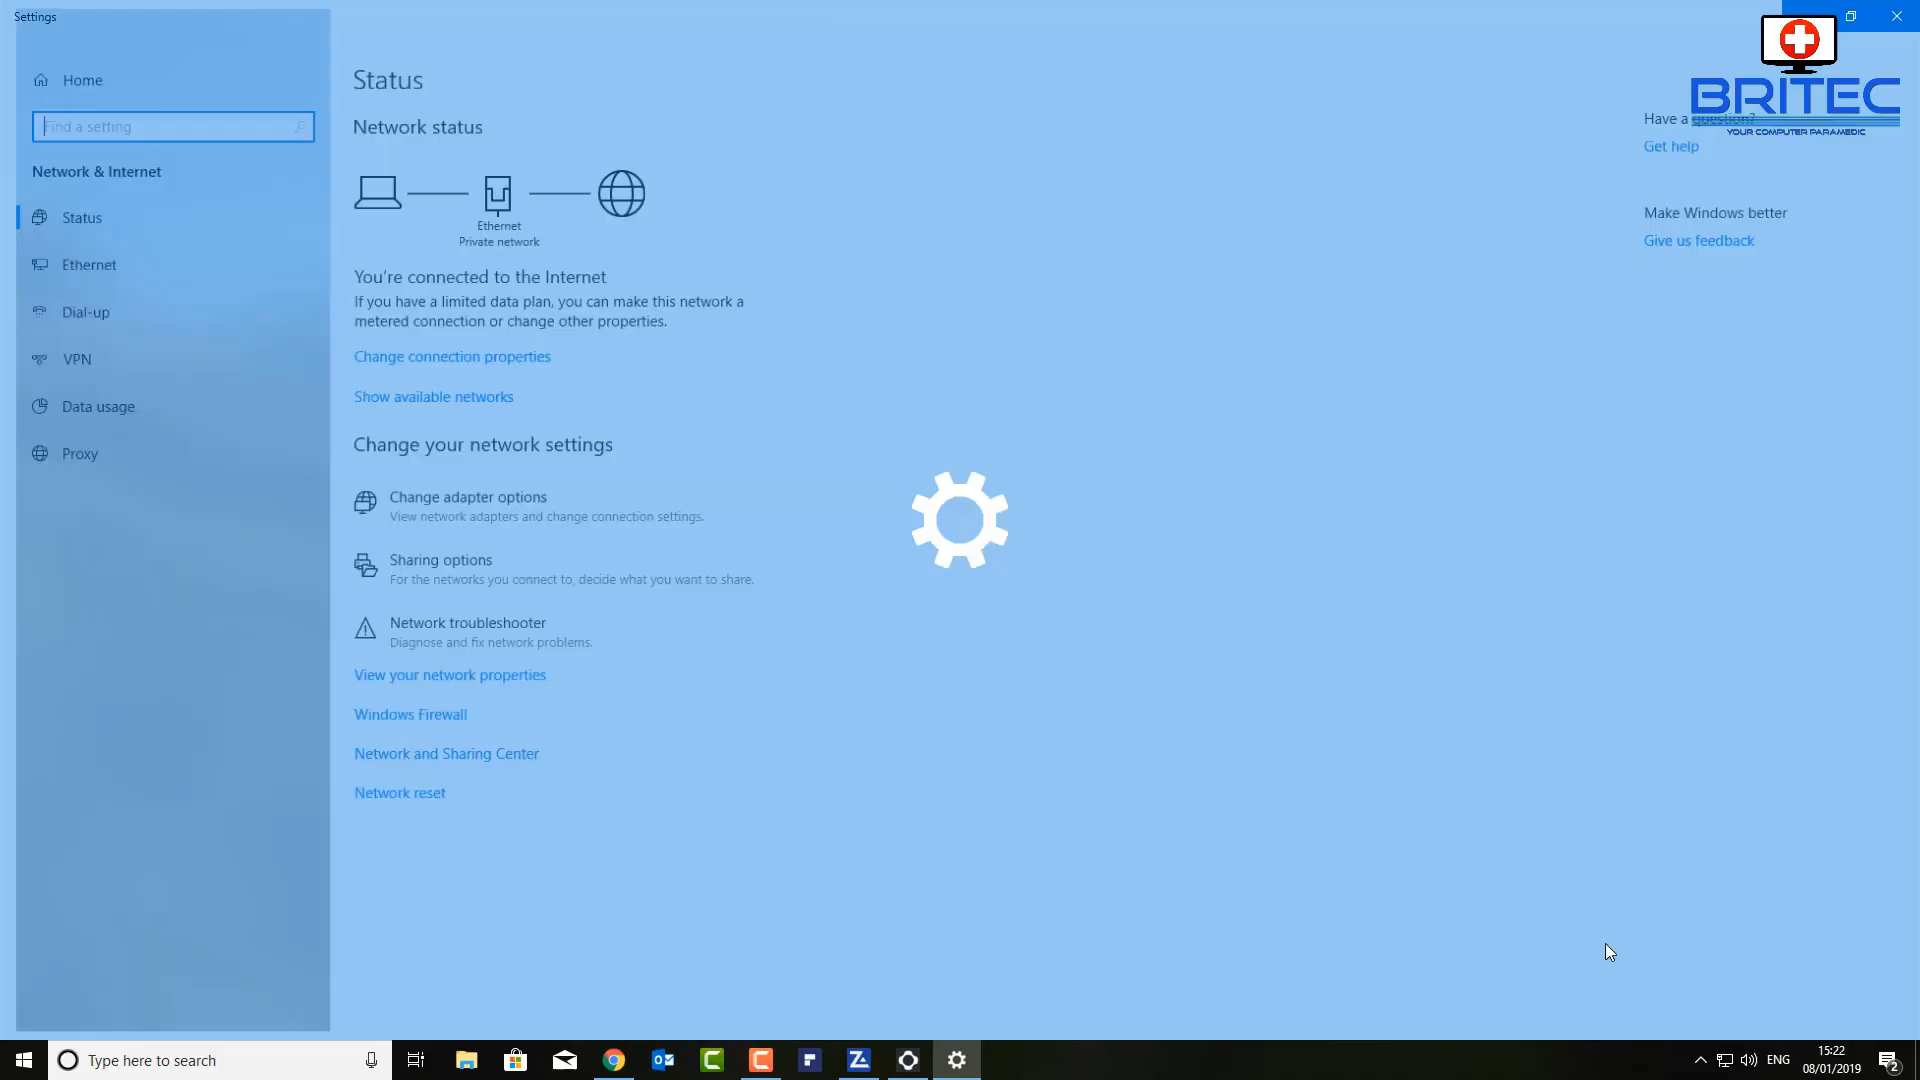 Settings
Home
Find a setting
Network & Internet
Status
Ethernet
Dial-up
VPN
Data usage
Proxy
Status
Network status
Ethernet
Private network
You're connected to the Internet
If you have a limited data plan, you can make this network a
metered connection or change other properties.
Change connection properties
Show available networks
Change your network settings
Change adapter options
View network adapters and change connection settings.
Sharing options
For the networks you connect to, decide what you want to share.
Network troubleshooter
Diagnose and fix network problems.
View your network properties
Windows Firewall
Network and Sharing Center
Network reset
BRITEC
YOUR COMPUTER PARAMEDIC
Have a question?
Get help
Make Windows better
Give us feedback
Type here to search
ENG
15:22
08/01/2019
2